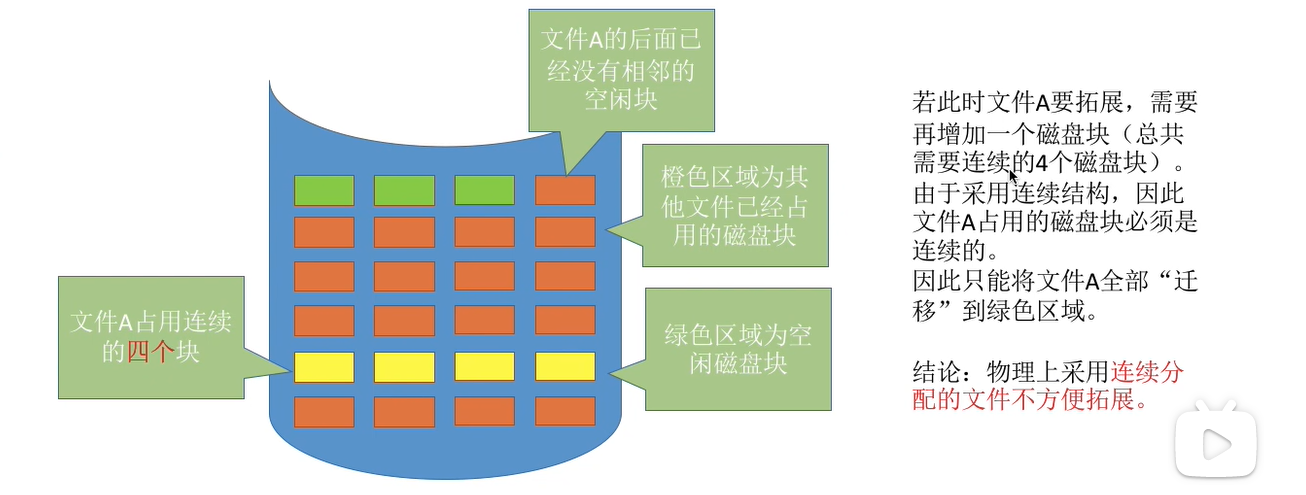 文件A的后面已
经没有相邻的
空闲块
橙色区域为其
他文件已经占
用的磁盘块
文件A占用连续
的四个块
绿色区域为空
闲磁盘块
若此时文件A要拓展，需要
再增加一个磁盘块（总共
需要连续的4个磁盘块）。
由于采用连续结构，因此
文件A占用的磁盘块必须是
连续的。
因此只能将文件A全部“迁
移”到绿色区域。
结论：物理上采用连续分
配的文件不方便拓展。